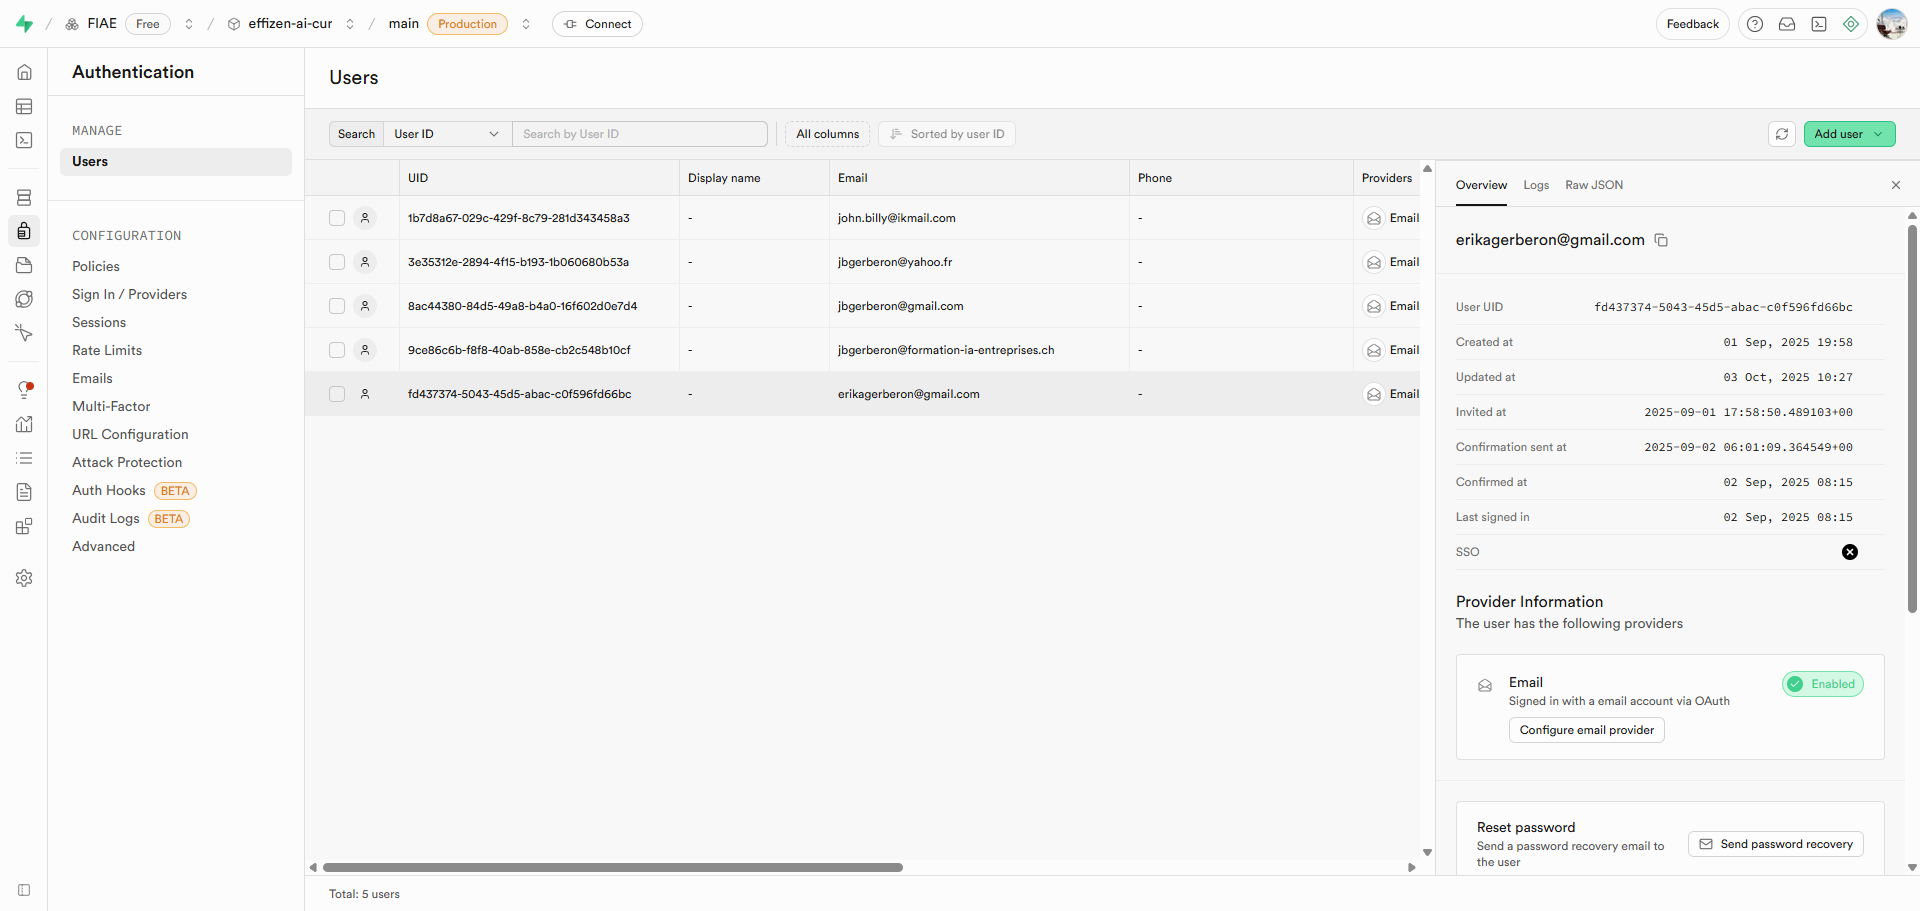 FIAE Free effizen-ai-cur main Production Connect Feedback
Authentication
MANAGE
Users
CONFIGURATION
Policies
Sign In / Providers
Sessions
Rate Limits
Emails
Multi-Factor
URL Configuration
Attack Protection
Auth Hooks BETA
Audit Logs BETA
Advanced
Users
Search User ID Search by User ID All columns Sorted by user ID Add user
UID Display name Email Phone Providers
1b7d8a67-029c-429f-8c79-281d343458a3 - john.billy@ikmail.com - Email
3e35312e-2894-4f15-b193-1b060680b53a - jbgerberon@yahoo.fr - Email
8ac44380-84d5-49a8-b4a0-16f602d0e7d4 - jbgerberon@gmail.com - Email
9ce86c6b-f8f8-40ab-858e-cb2c548b10cf - jbgerberon@formation-ia-entreprises.ch - Email
fd437374-5043-45d5-abac-c0f596fd66bc - erikagerberon@gmail.com - Email
Total: 5 users
Overview Logs Raw JSON
erikagerberon@gmail.com
User UID fd437374-5043-45d5-abac-c0f596fd66bc
Created at 01 Sep, 2025 19:58
Updated at 03 Oct, 2025 10:27
Invited at 2025-09-01 17:58:50.489103+00
Confirmation sent at 2025-09-02 06:01:09.364549+00
Confirmed at 02 Sep, 2025 08:15
Last signed in 02 Sep, 2025 08:15
SSO
Provider Information
The user has the following providers
Email Enabled
Signed in with a email account via OAuth
Configure email provider
Reset password
Send a password recovery email to
the user
Send password recovery